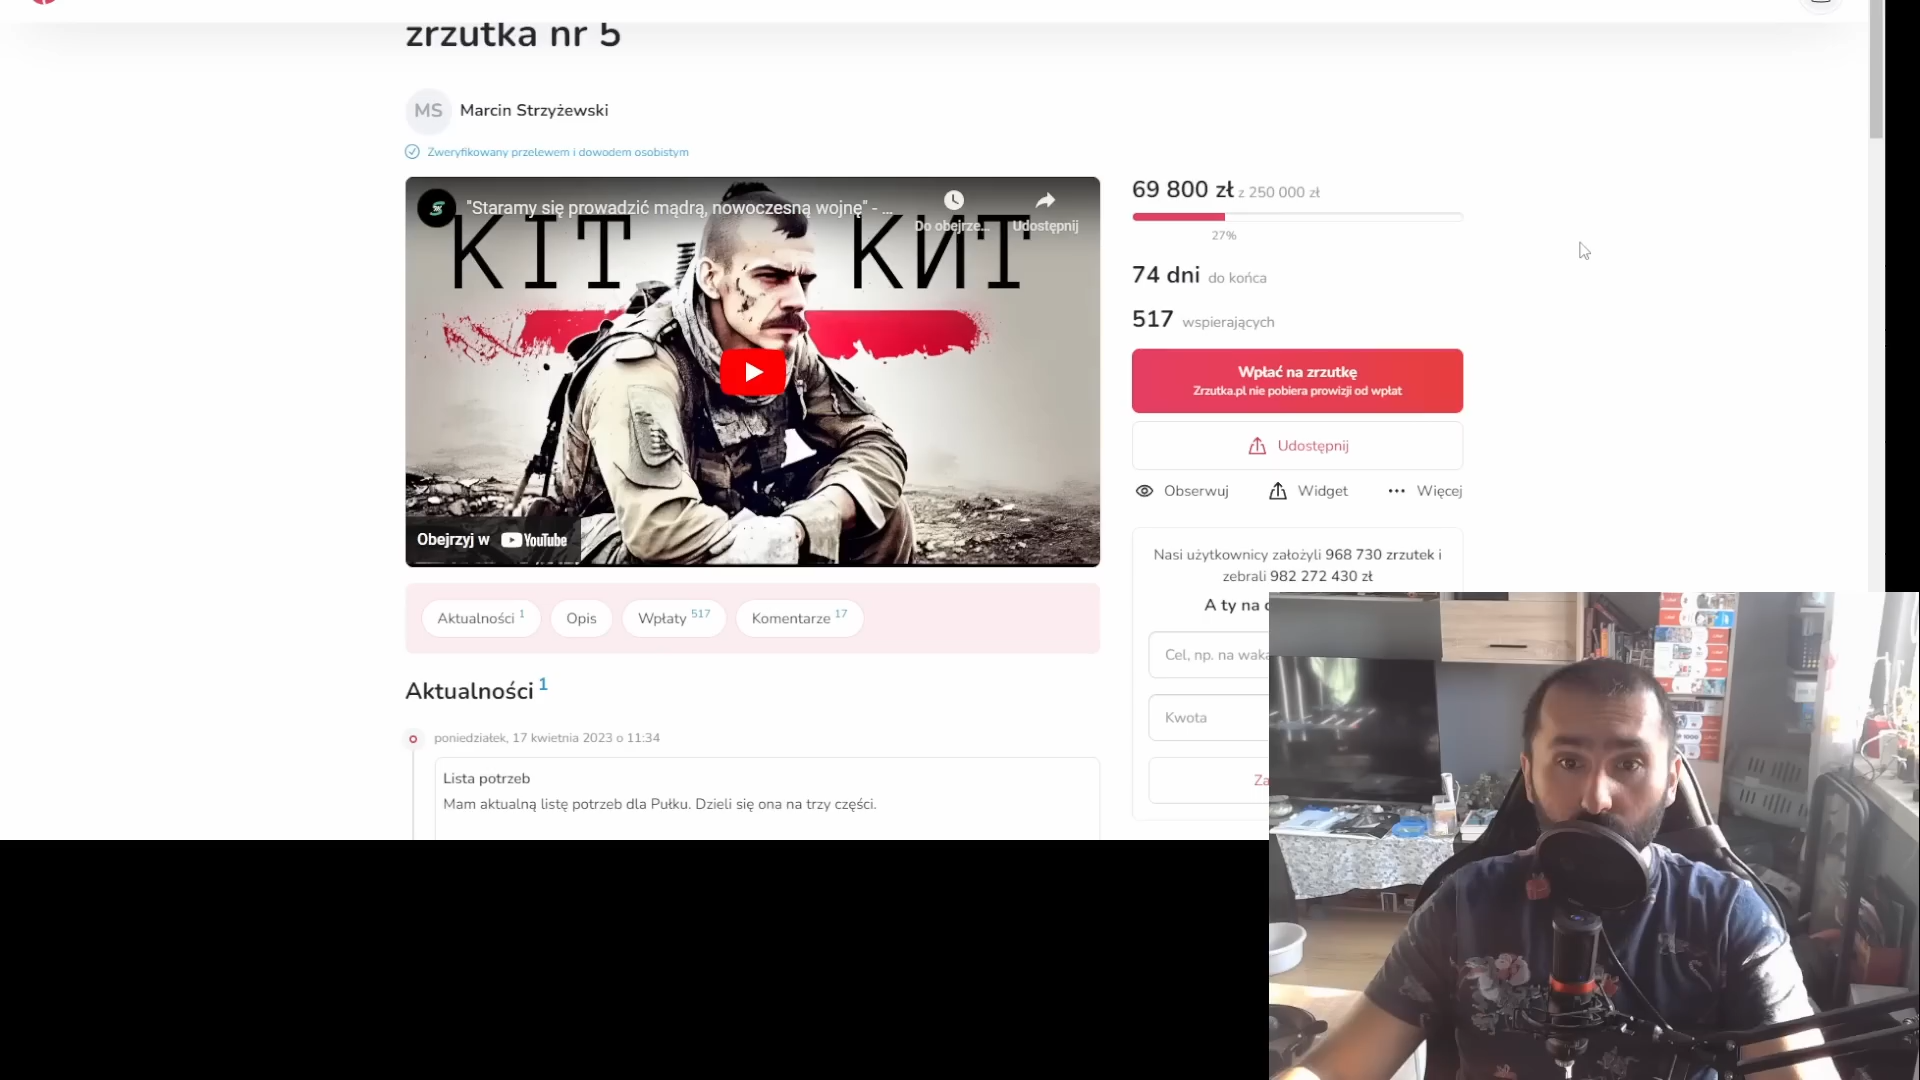 zrzutka nr 5
MS Marcin Strzyżewski
Zweryfikowany przelewem i dowodem osobistym
"Staramy się prowadzić mądrą, nowoczesną wojnę" - ...
Do obejrze...
Udostępnij
KIT КИТ
Obejrzyj w YouTube
69 800 zł z 250 000 zł
27%
74 dni do końca
517 wspierających
Wpłać na zrzutkę
Zrzutka.pl nie pobiera prowizji od wpłat
Udostępnij
Obserwuj
Widget
Więcej
Nasi użytkownicy założyli 968 730 zrzutek i
zebrali 982 272 430 zł
A ty na
Cel, np. na waka
Kwota
Za
Aktualności 1
Opis
Wpłaty 517
Komentarze 17
Aktualności 1
poniedziałek, 17 kwietnia 2023 o 11:34
Lista potrzeb
Mam aktualną listę potrzeb dla Pułku. Dzieli się ona na trzy części.